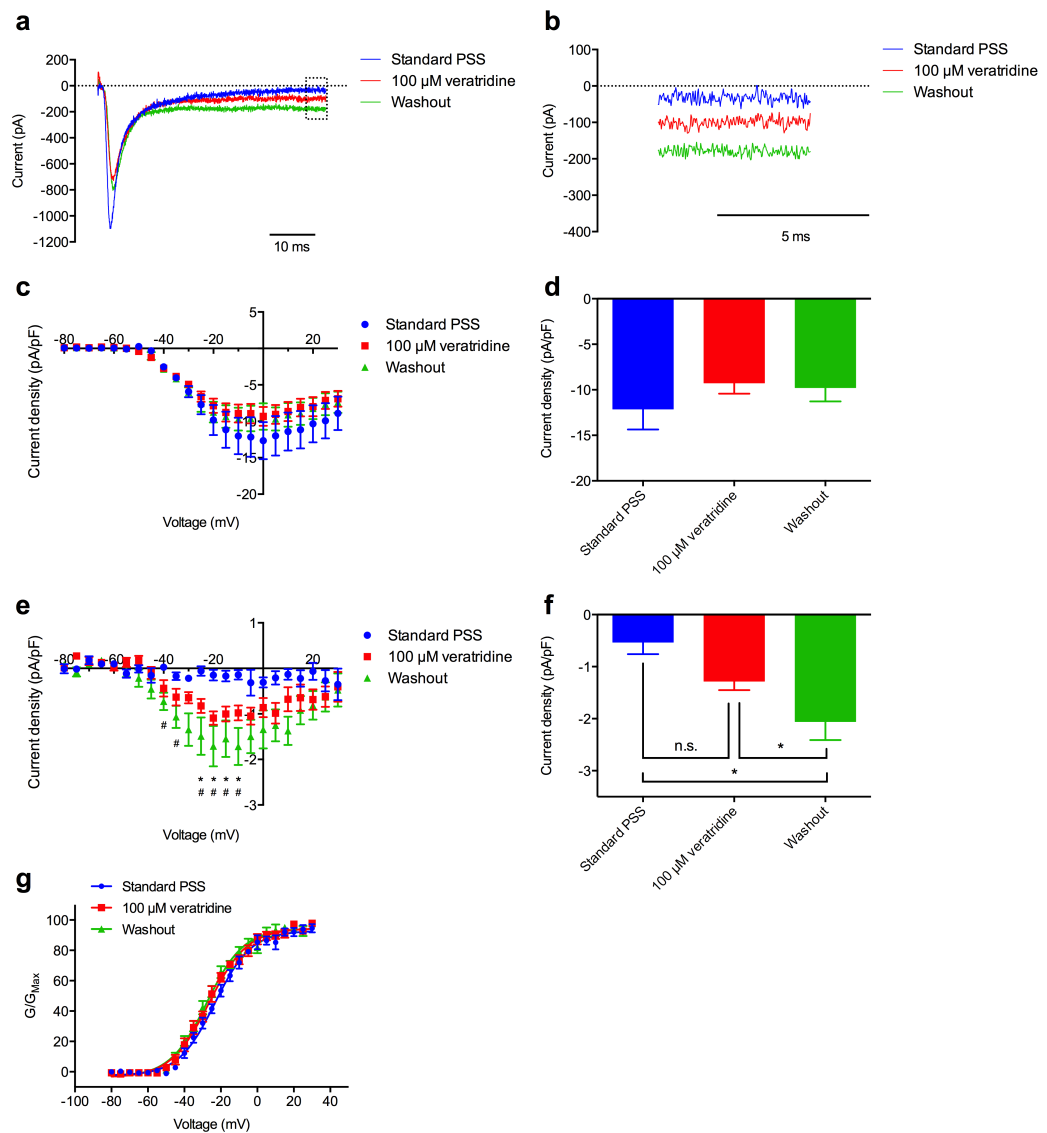 a
200
0
-200
-400
-600
-800
-1000
-1200
Current (pA)
Standard PSS
100 µM veratridine
Washout
10 ms
b
100
0
-100
-200
-300
-400
Current (pA)
Standard PSS
100 µM veratridine
Washout
5 ms
c
Current density (pA/pF)
-80 -60 -40 -20 20
5
-5
-10
-15
-20
Voltage (mV)
Standard PSS
100 µM veratridine
Washout
d
0
-5
-10
-15
-20
Current density (pA/pF)
Standard PSS
100 µM veratridine
Washout
e
Current density (pA/pF)
-80 -60 -40 -20 20
1
-1
-2
-3
Standard PSS
100 µM veratridine
Washout
#
#
* * * *
# # # #
Voltage (mV)
f
0
-1
-2
-3
Current density (pA/pF)
n.s.
*
*
Standard PSS
100 µM veratridine
Washout
g
Standard PSS
100 µM veratridine
Washout
100
80
60
40
20
0
G/GMax
-100 -80 -60 -40 -20 0 20 40
Voltage (mV)